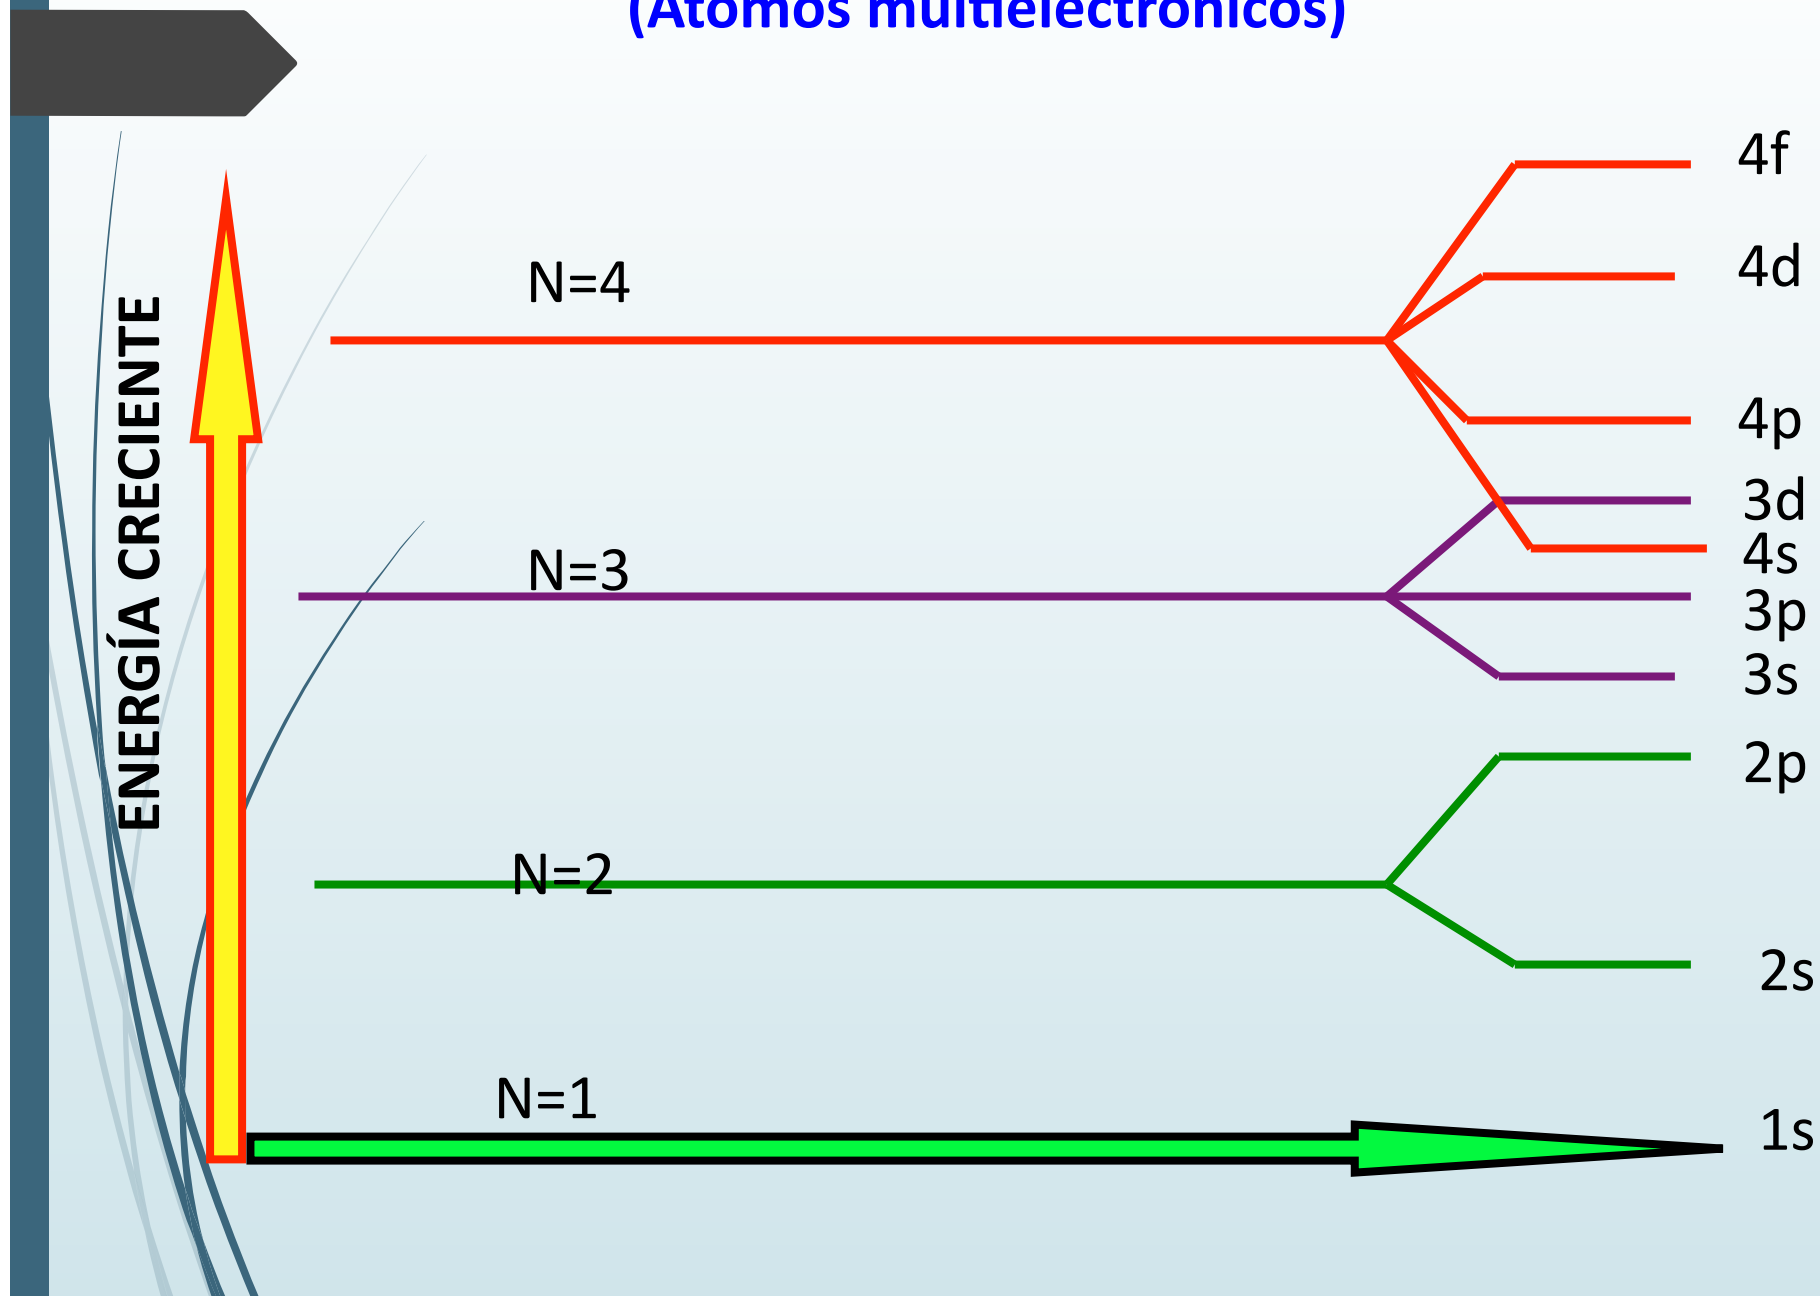 (Átomos multielectrónicos)
4f
4d
N=4
4p
3d
4s
N=3
3p
3s
2p
N=2
2s
N=1
1s
ENERGÍA CRECIENTE